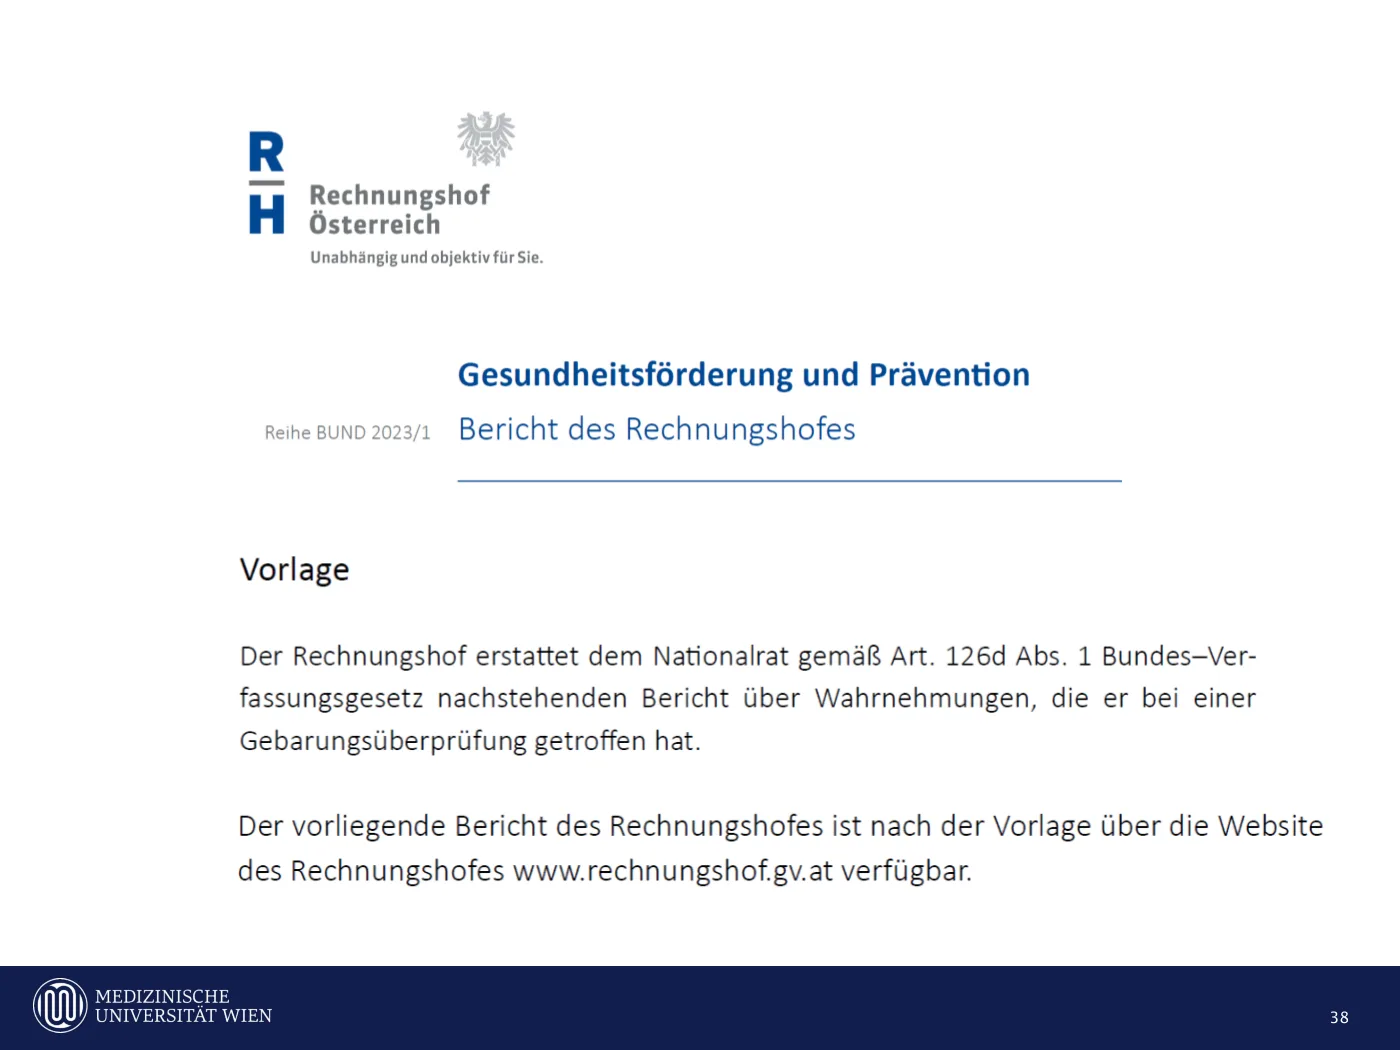 R
H
Rechnungshof
Österreich
Unabhängig und objektiv für Sie.
Gesundheitsförderung und Prävention
Reihe BUND 2023/1 Bericht des Rechnungshofes
Vorlage
Der Rechnungshof erstattet dem Nationalrat gemäß Art. 126d Abs. 1 Bundes–Ver-
fassungsgesetz nachstehenden Bericht über Wahrnehmungen, die er bei einer
Gebarungsüberprüfung getroffen hat.
Der vorliegende Bericht des Rechnungshofes ist nach der Vorlage über die Website
des Rechnungshofes www.rechnungshof.gv.at verfügbar.
MEDIZINISCHE
UNIVERSITÄT WIEN
38